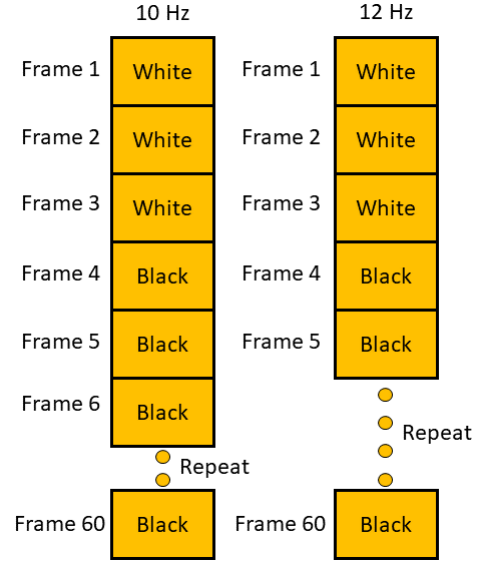 10 Hz
12 Hz
Frame 1 White
Frame 1 White
Frame 2 White
Frame 2 White
Frame 3 White
Frame 3 White
Frame 4 Black
Frame 4 Black
Frame 5 Black
Frame 5 Black
Frame 6 Black
Repeat
Repeat
Frame 60 Black
Frame 60 Black